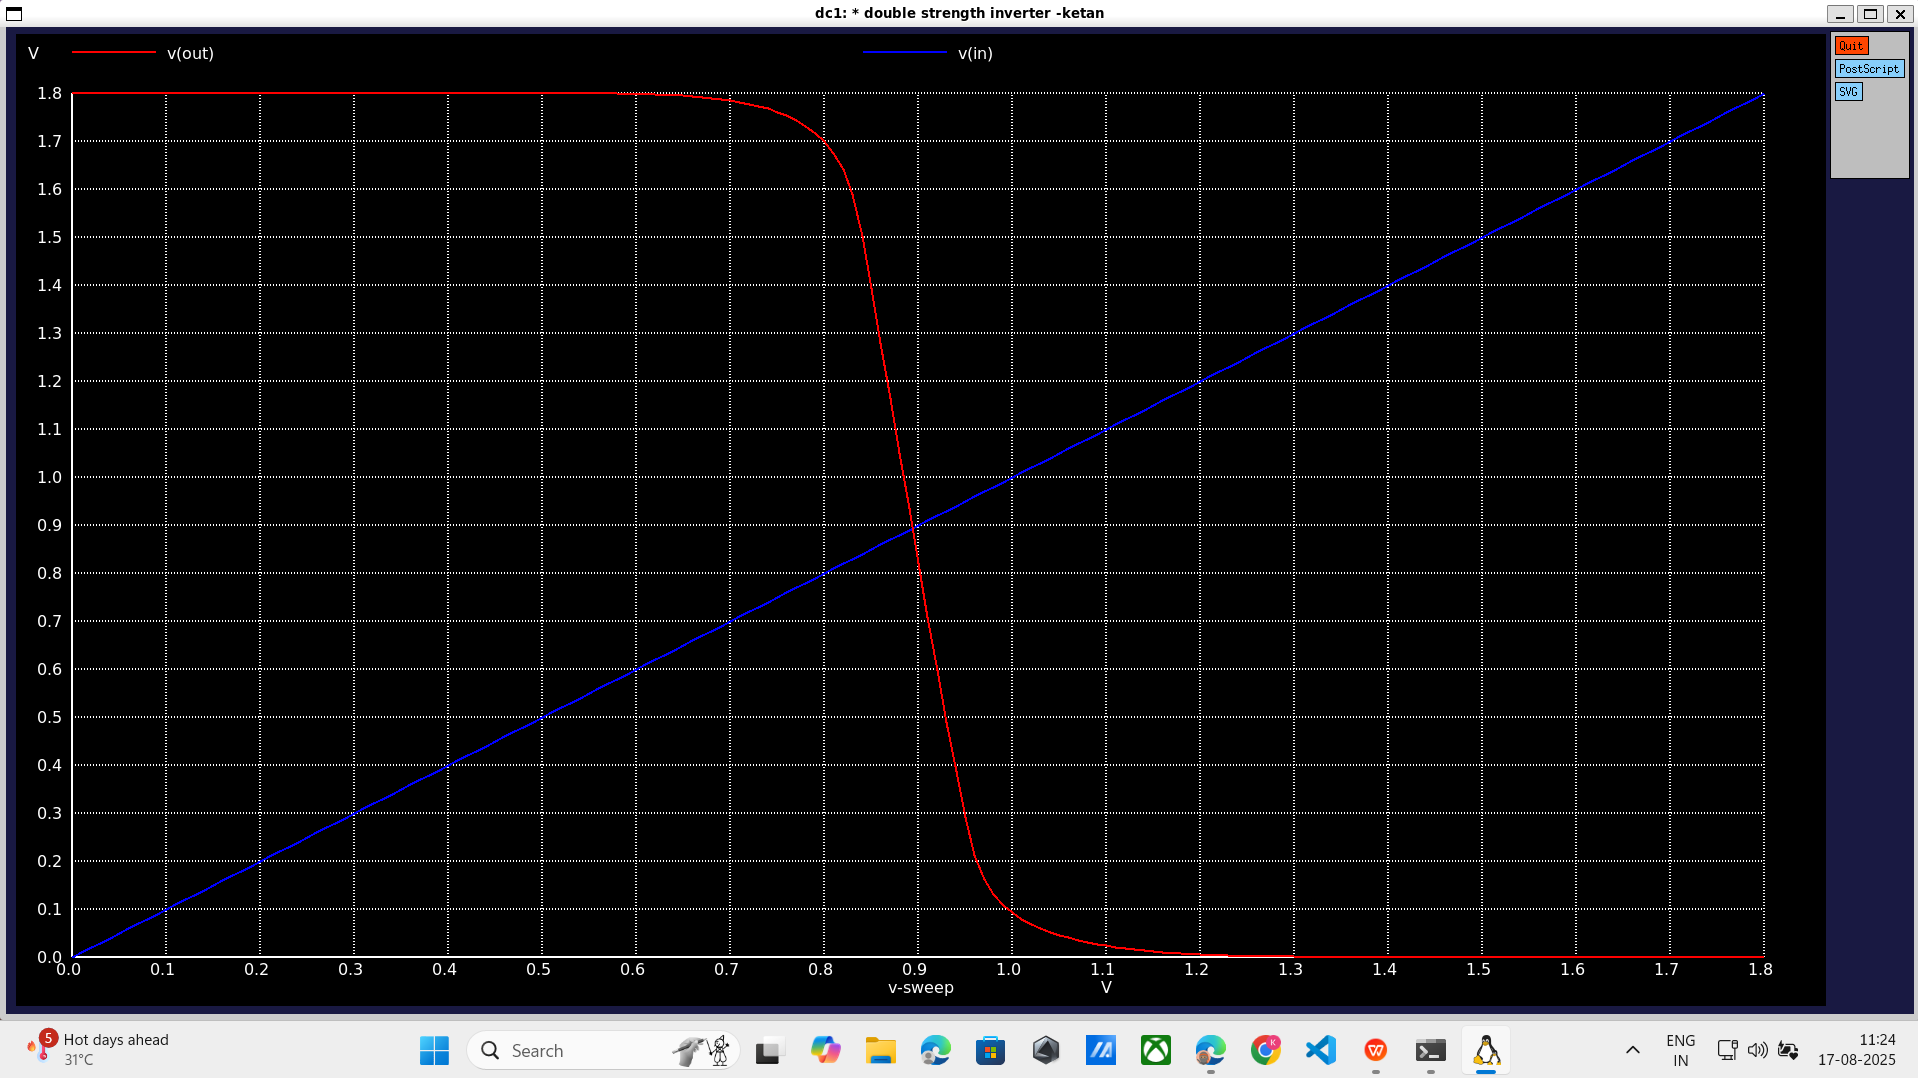 dc1: * double strength inverter -ketan
V v(out) v(in)
Quit
PostScript
SVG
1.8
1.7
1.6
1.5
1.4
1.3
1.2
1.1
1.0
0.9
0.8
0.7
0.6
0.5
0.4
0.3
0.2
0.1
0.0
0.0 0.1 0.2 0.3 0.4 0.5 0.6 0.7 0.8 0.9 1.0 1.1 1.2 1.3 1.4 1.5 1.6 1.7 1.8
v-sweep V
5
Hot days ahead
31°C
Search
K
W
ENG
IN
11:24
17-08-2025